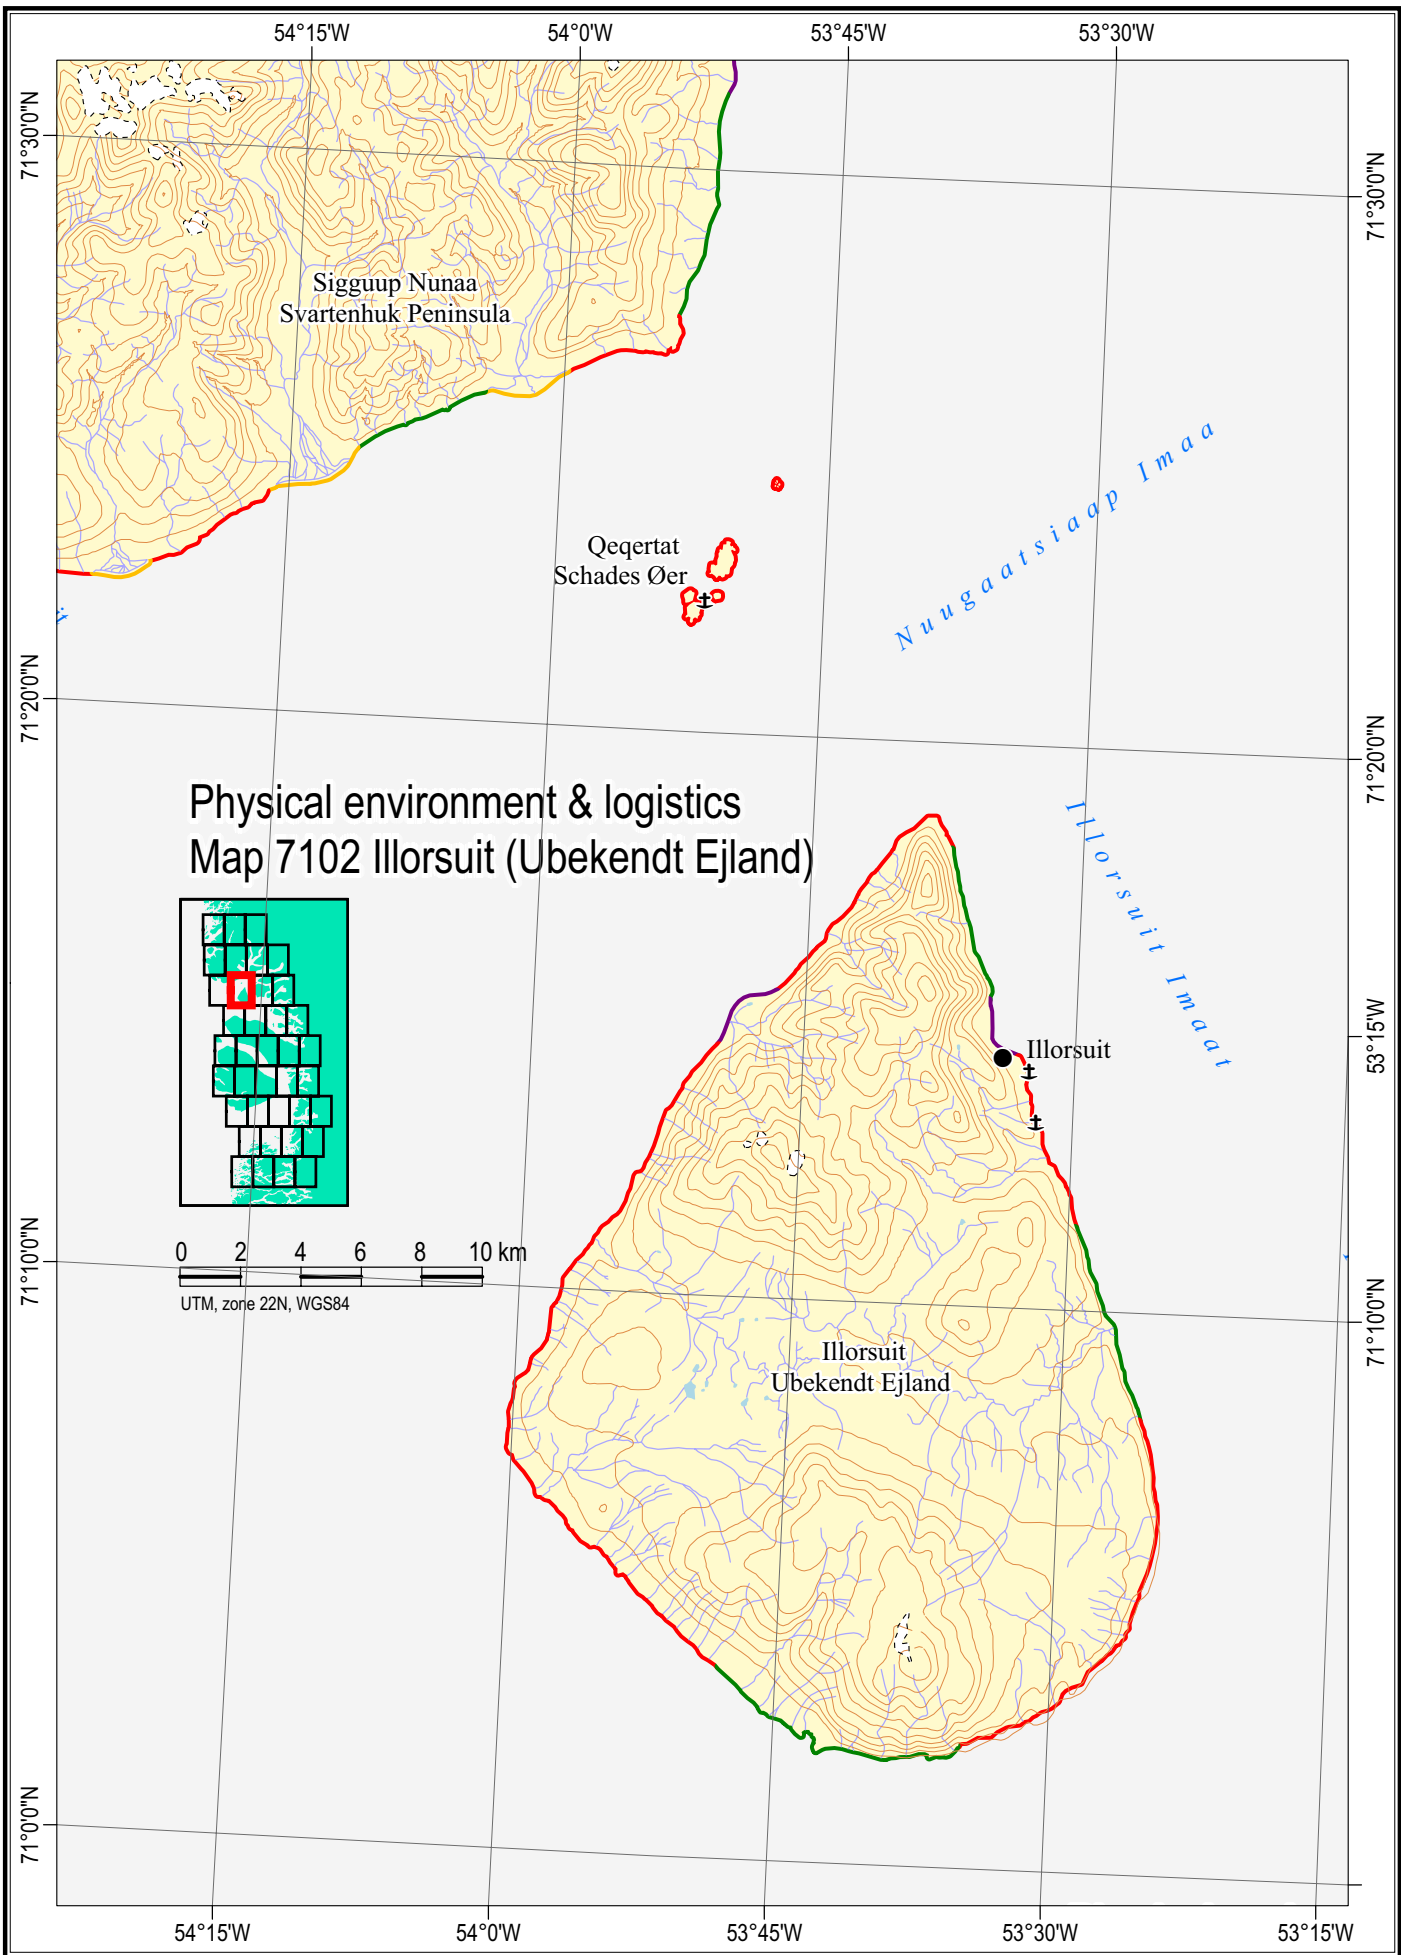 54°15'W 54°0'W 53°45'W 53°30'W
71°30'0"N
71°30'0"N
Sigguup Nunaa
Svartenhuk Peninsula
Nuugaatsiaap Imaa
Qeqertat
Schades Øer
it
71°20'0"N
71°20'0"N
Physical environment & logistics
Map 7102 Illorsuit (Ubekendt Ejland)
Illorsuit Imaat
53°15'W
Illorsuit
0 2 4 6 8 10 km
UTM, zone 22N, WGS84
71°10'0"N
71°10'0"N
Illorsuit
Ubekendt Ejland
71°0'0"N
54°15'W 54°0'W 53°45'W 53°30'W 53°15'W